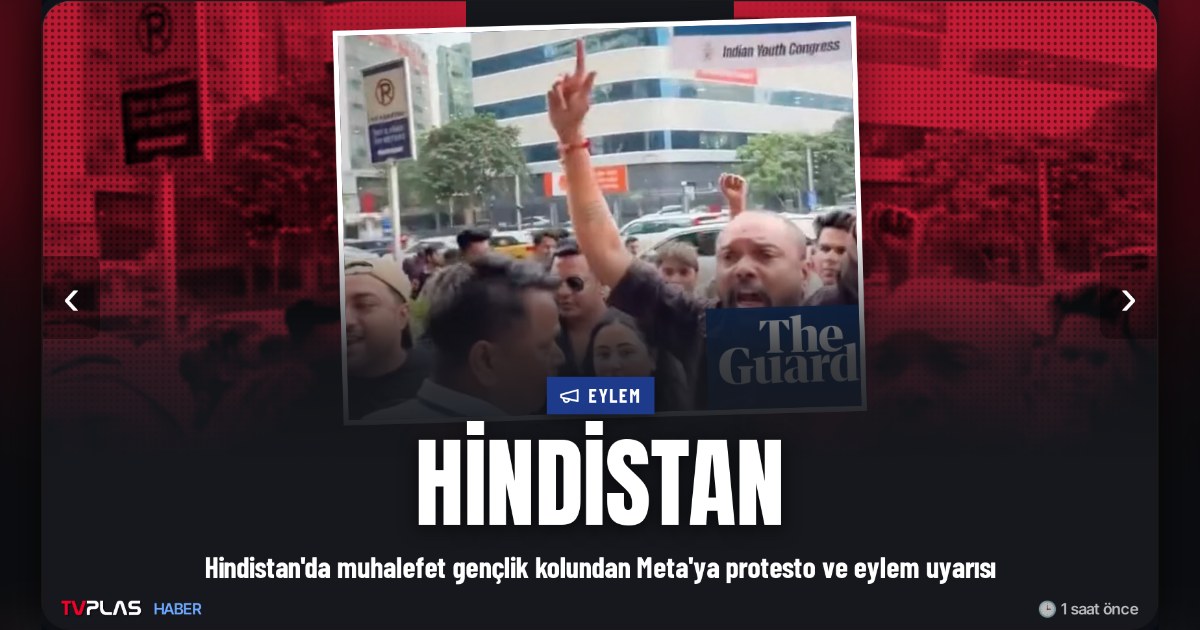 Indian Youth Congress
The
Guard
EYLEM
HİNDİSTAN
Hindistan'da muhalefet gençlik kolundan Meta'ya protesto ve eylem uyarısı
TVPLAS HABER
1 saat önce